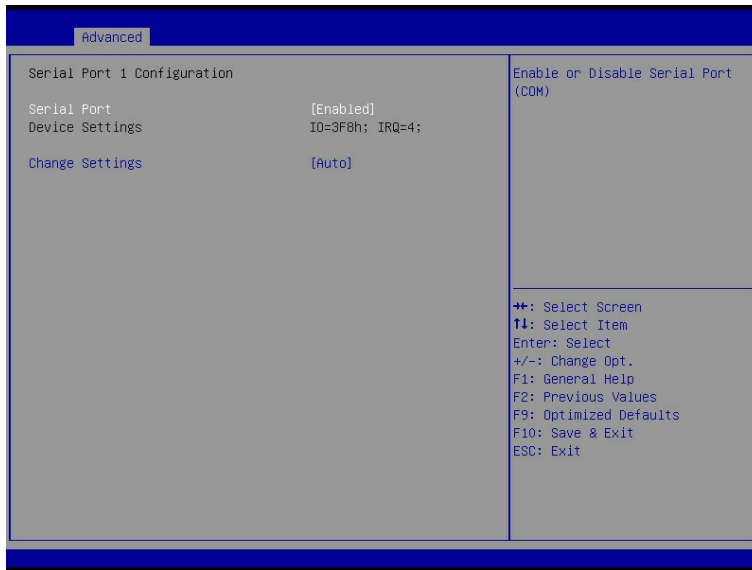 Advanced
Serial Port 1 Configuration
Serial Port [Enabled]
Device Settings IO=3F8h; IRQ=4;
Change Settings [Auto]
Enable or Disable Serial Port
(COM)
→←: Select Screen
↑↓: Select Item
Enter: Select
+/-: Change Opt.
F1: General Help
F2: Previous Values
F9: Optimized Defaults
F10: Save & Exit
ESC: Exit